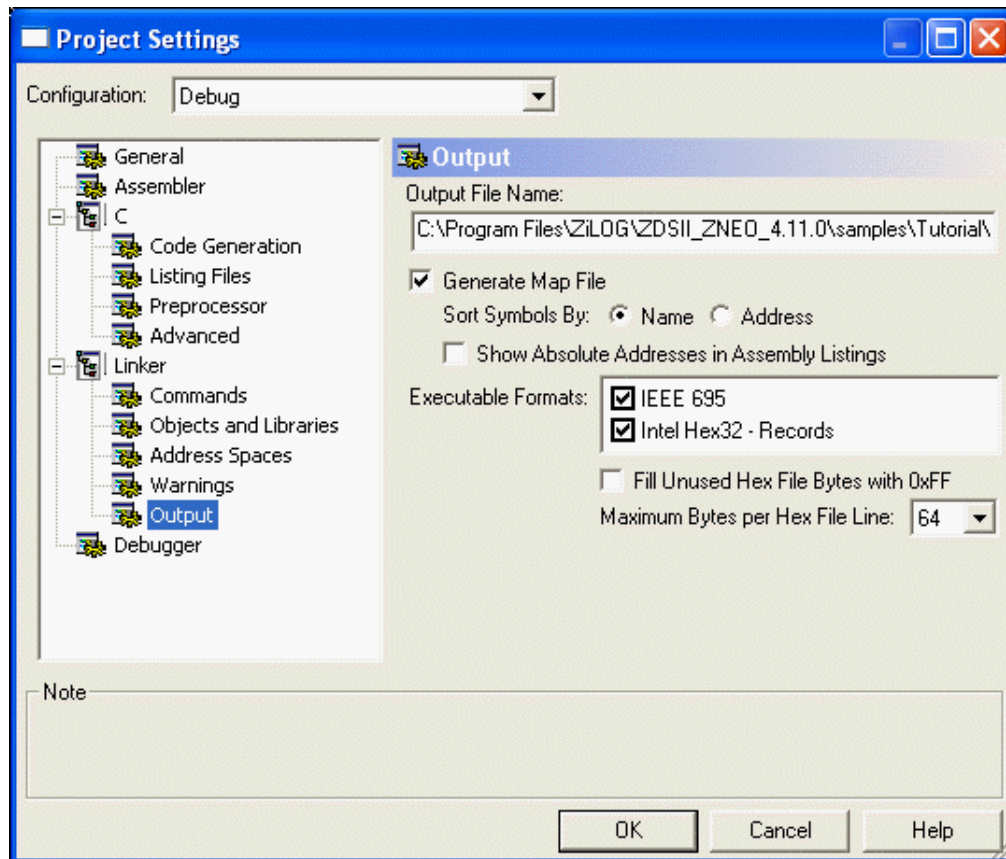 Project Settings
Configuration: Debug
General
Assembler
C
Code Generation
Listing Files
Preprocessor
Advanced
Linker
Commands
Objects and Libraries
Address Spaces
Warnings
Output
Debugger
Output
Output File Name:
C:\Program Files\ZiLOG\ZDSII_ZNEO_4.11.0\samples\Tutorial\
Generate Map File
Sort Symbols By: Name Address
Show Absolute Addresses in Assembly Listings
Executable Formats: IEEE 695
Intel Hex32 - Records
Fill Unused Hex File Bytes with 0xFF
Maximum Bytes per Hex File Line: 64
Note
OK Cancel Help